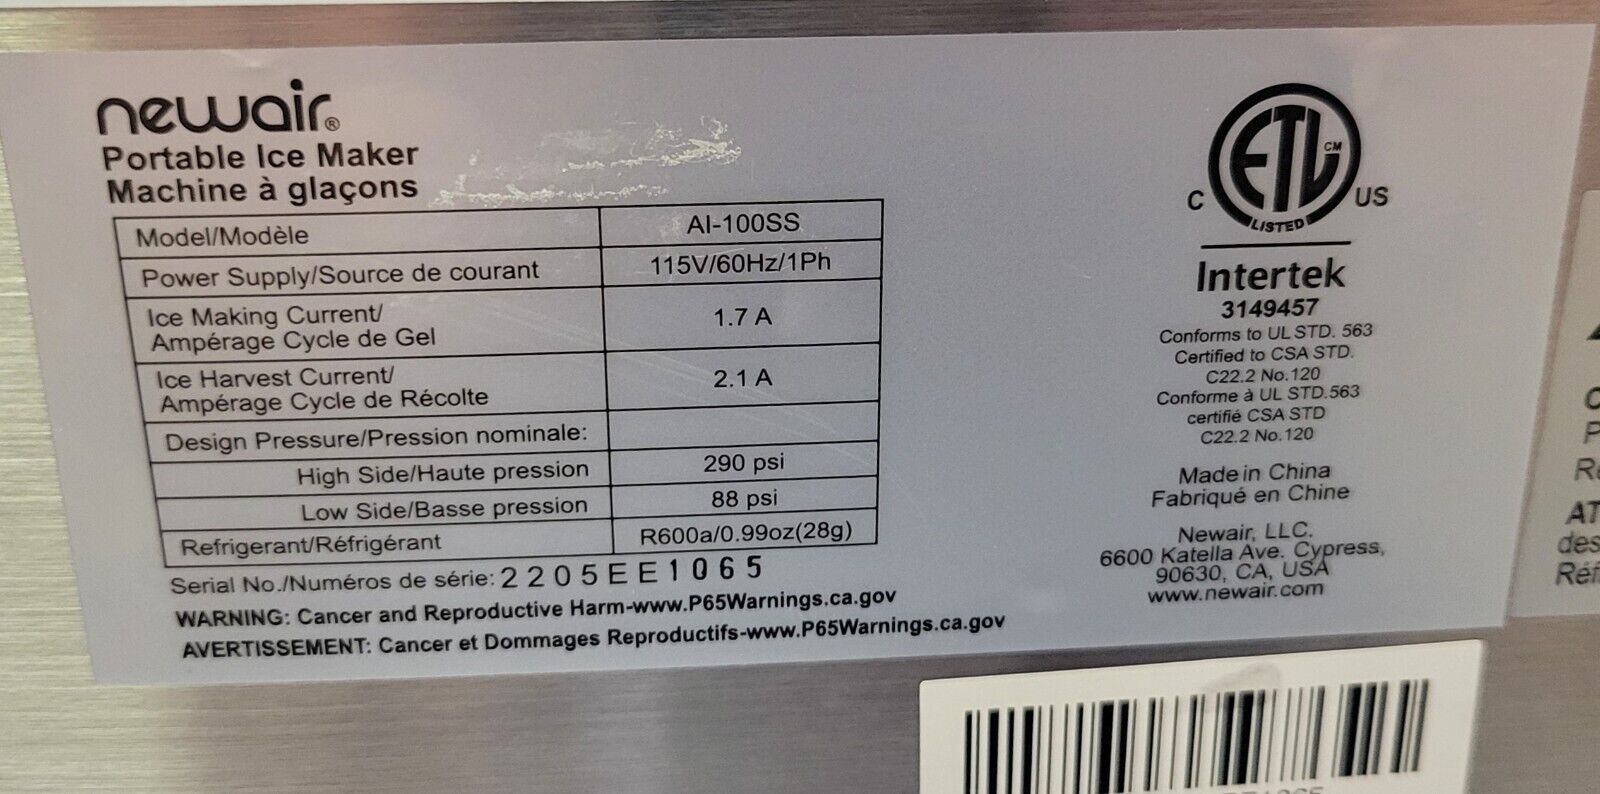 newair®
Portable Ice Maker
Machine à glaçons
Model/Modèle AI-100SS
Power Supply/Source de courant 115V/60Hz/1Ph
Ice Making Current/
Ampérage Cycle de Gel 1.7 A
Ice Harvest Current/
Ampérage Cycle de Récolte 2.1 A
Design Pressure/Pression nominale:
High Side/Haute pression 290 psi
Low Side/Basse pression 88 psi
Refrigerant/Réfrigérant R600a/0.99oz(28g)
Serial No./Numéros de série: 2205EE1065
WARNING: Cancer and Reproductive Harm-www.P65Warnings.ca.gov
AVERTISSEMENT: Cancer et Dommages Reproductifs-www.P65Warnings.ca.gov
ETL CM
C US
LISTED
Intertek
3149457
Conforms to UL STD. 563
Certified to CSA STD.
C22.2 No.120
Conforme à UL STD.563
certifié CSA STD
C22.2 No.120
Made in China
Fabriqué en Chine
Newair, LLC.
6600 Katella Ave. Cypress,
90630, CA, USA
www.newair.com
AT
des